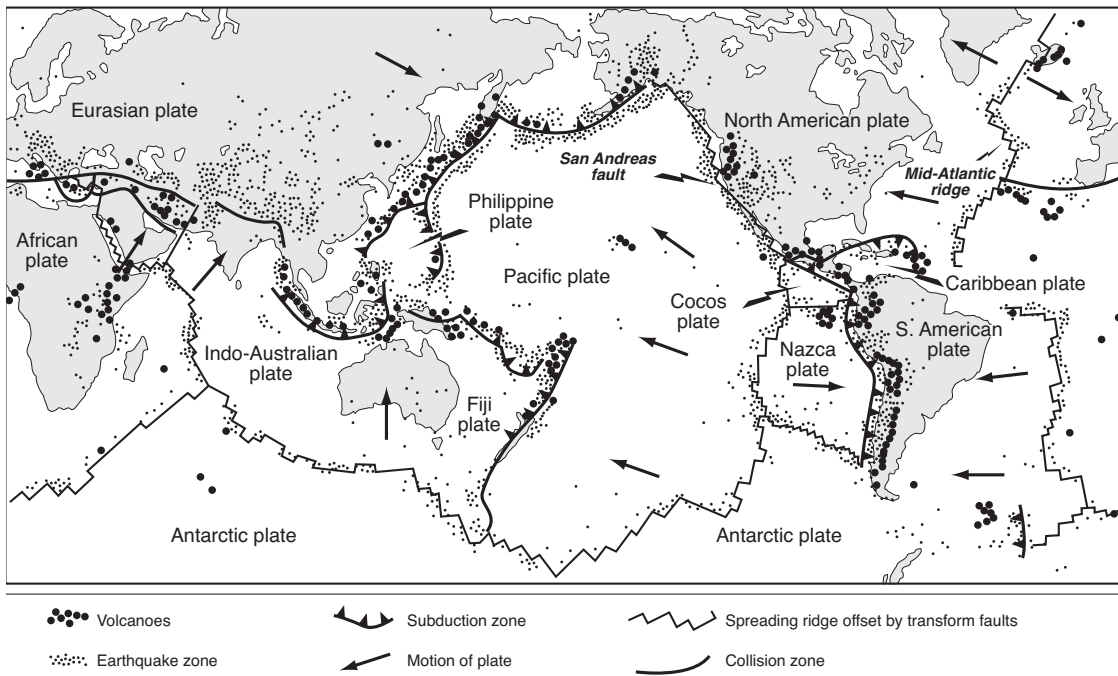 Eurasian plate
North American plate
San Andreas
fault
Mid-Atlantic
ridge
Philippine
plate
African
plate
Pacific plate
Caribbean plate
Cocos
plate
S. American
plate
Indo-Australian
plate
Nazca
plate
Fiji
plate
Antarctic plate
Antarctic plate
Volcanoes
Subduction zone
Spreading ridge offset by transform faults
Earthquake zone
Motion of plate
Collision zone